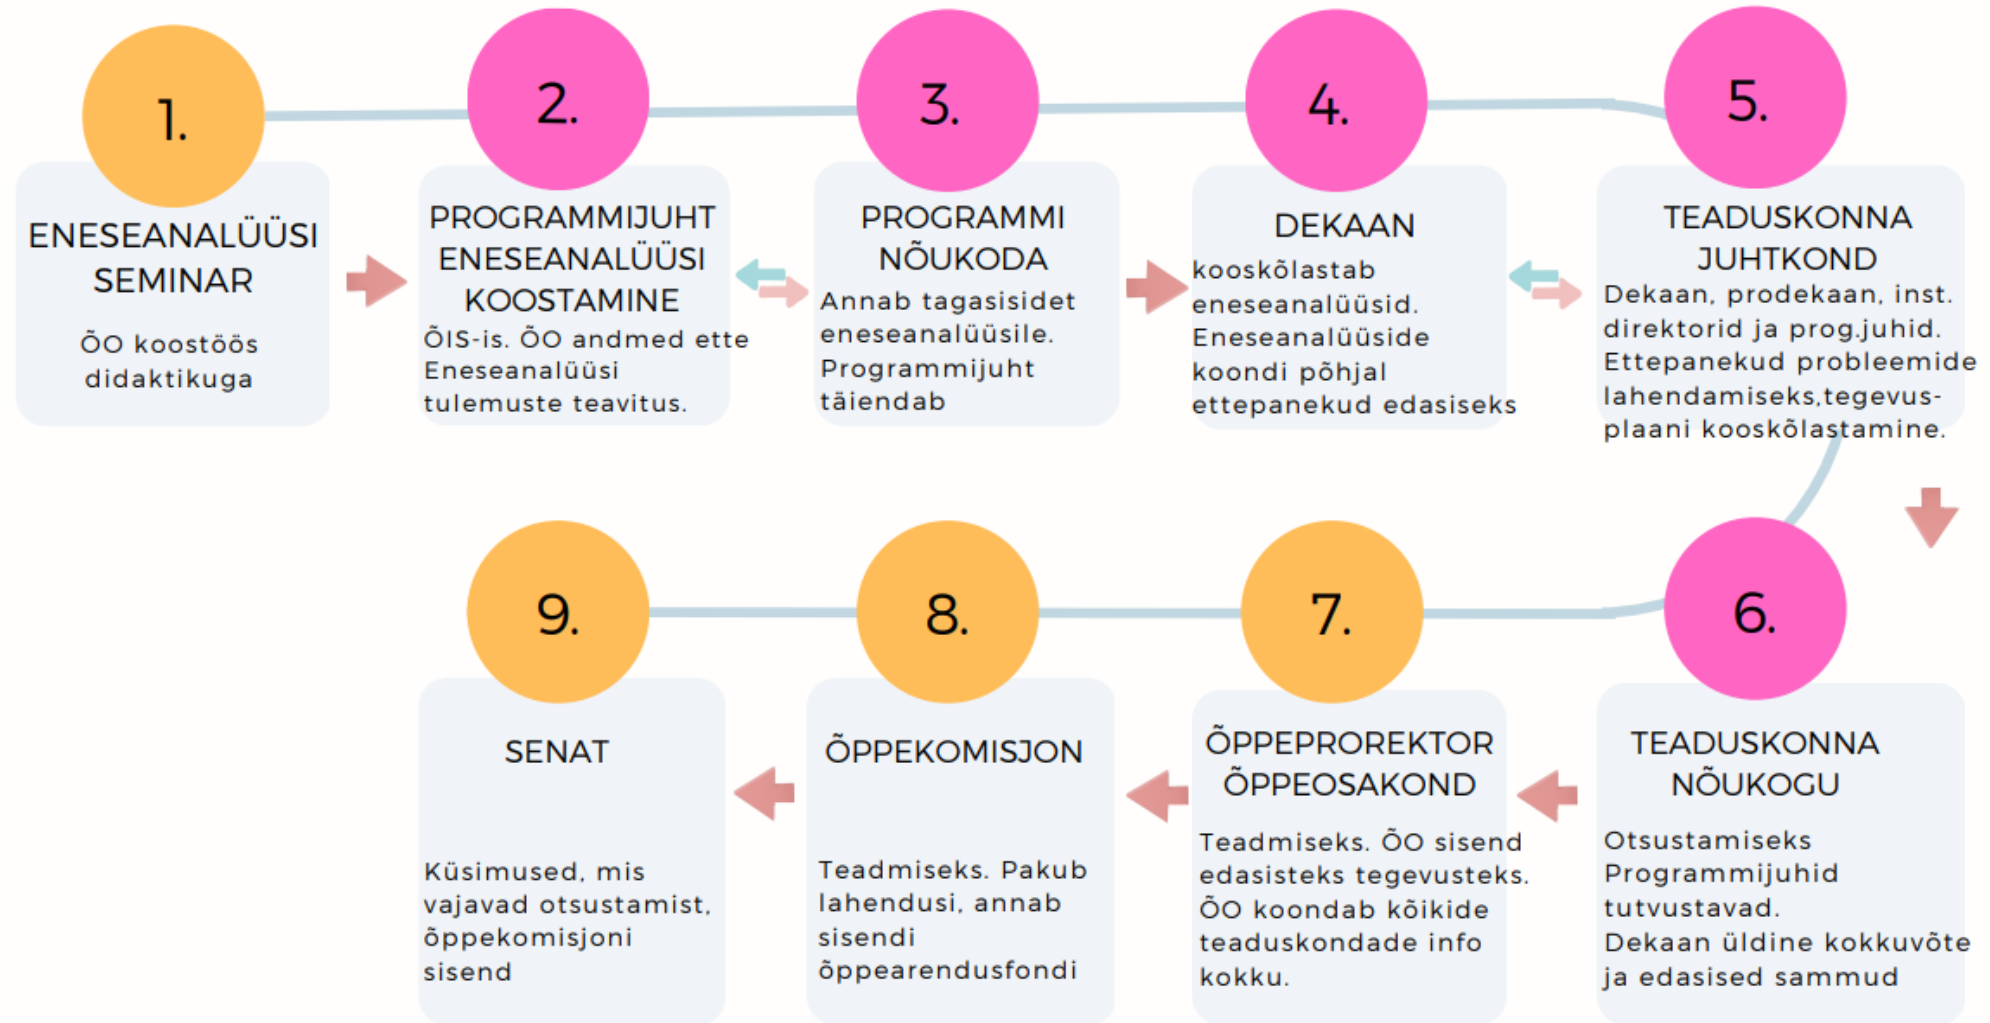 1.
ENESEANALÜÜSI
SEMINAR
ÕO koostöös
didaktikuga
2.
PROGRAMMIJUHT
ENESEANALÜÜSI
KOOSTAMINE
ÕIS-is. ÕO andmed ette
Eneseanalüüsi
tulemuste teavitus.
3.
PROGRAMMI
NÕUKODA
Annab tagasisidet
eneseanalüüsile.
Programmijuht
täiendab
4.
DEKAAN
kooskõlastab
eneseanalüüsid.
Eneseanalüüside
koondi põhjal
ettepanekud edasiseks
5.
TEADUSKONNA
JUHTKOND
Dekaan, prodekaan, inst.
direktorid ja prog.juhid.
Ettepanekud probleemide
lahendamiseks,tegevus-
plaani kooskõlastamine.
6.
TEADUSKONNA
NÕUKOGU
Otsustamiseks
Programmijuhid
tutvustavad.
Dekaan üldine kokkuvõte
ja edasised sammud
7.
ÕPPEPROREKTOR
ÕPPEOSAKOND
Teadmiseks. ÕO sisend
edasisteks tegevusteks.
ÕO koondab kõikide
teaduskondade info
kokku.
8.
ÕPPEKOMISJON
Teadmiseks. Pakub
lahendusi, annab
sisendi
õppearendusfondi
9.
SENAT
Küsimused, mis
vajavad otsustamist,
õppekomisjoni
sisend